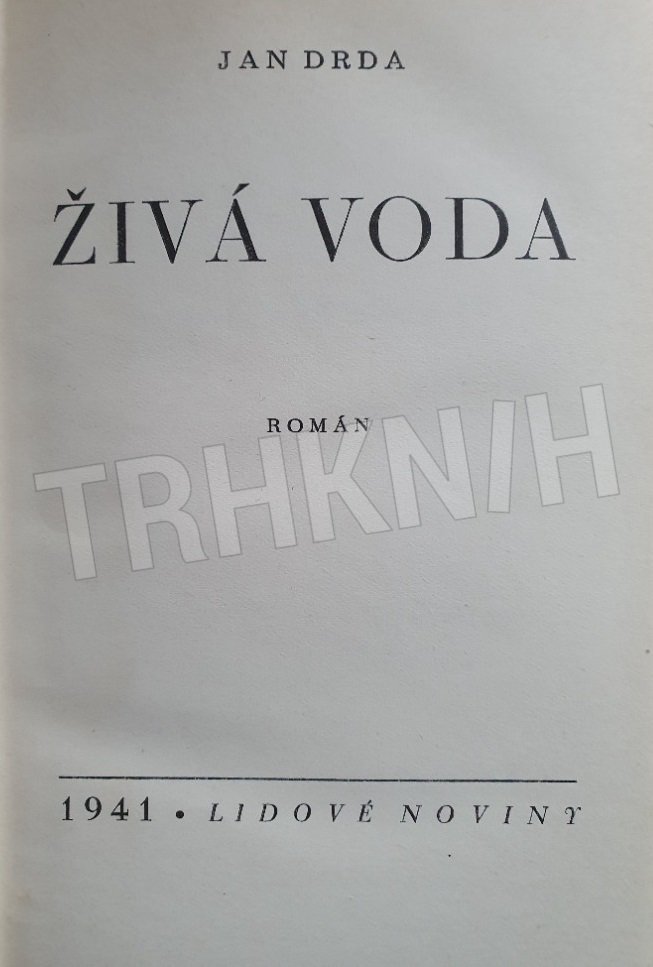 JAN DRDA
ŽIVÁ VODA
ROMÁN
TRHKNIH
1941 • LIDOVÉ NOVINY